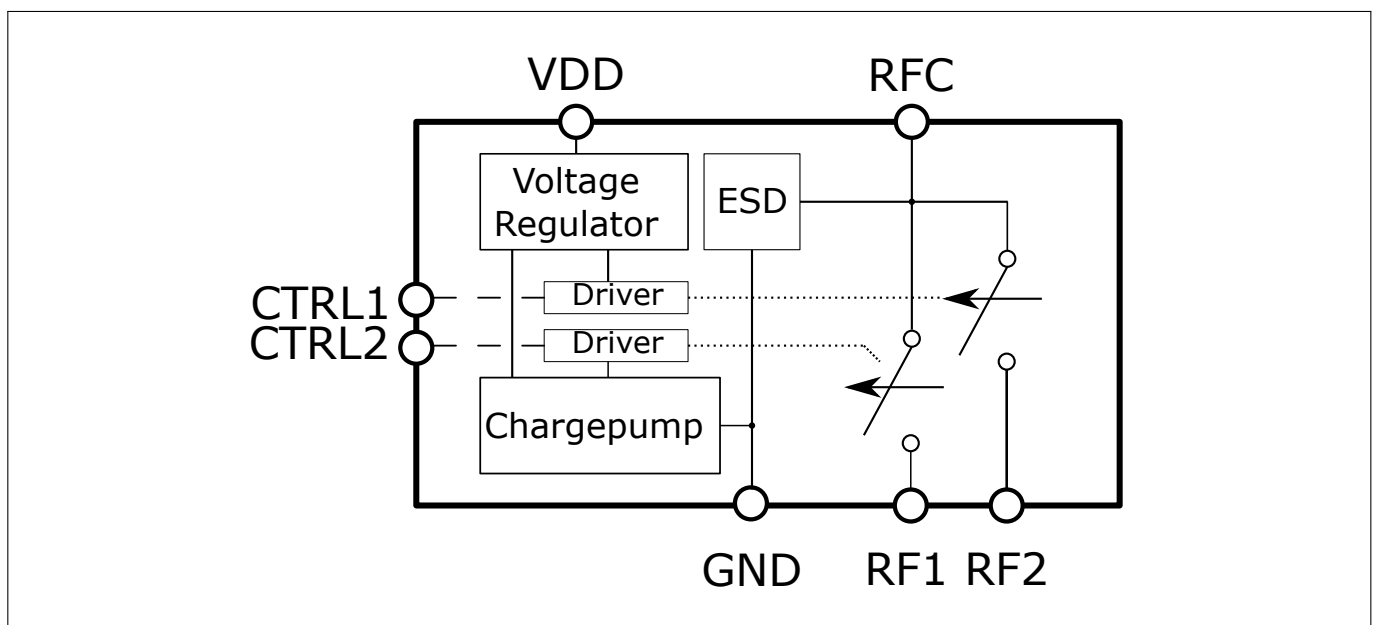 VDD
RFC
Voltage
Regulator
ESD
CTRL1
Driver
CTRL2
Driver
Chargepump
GND
RF1
RF2